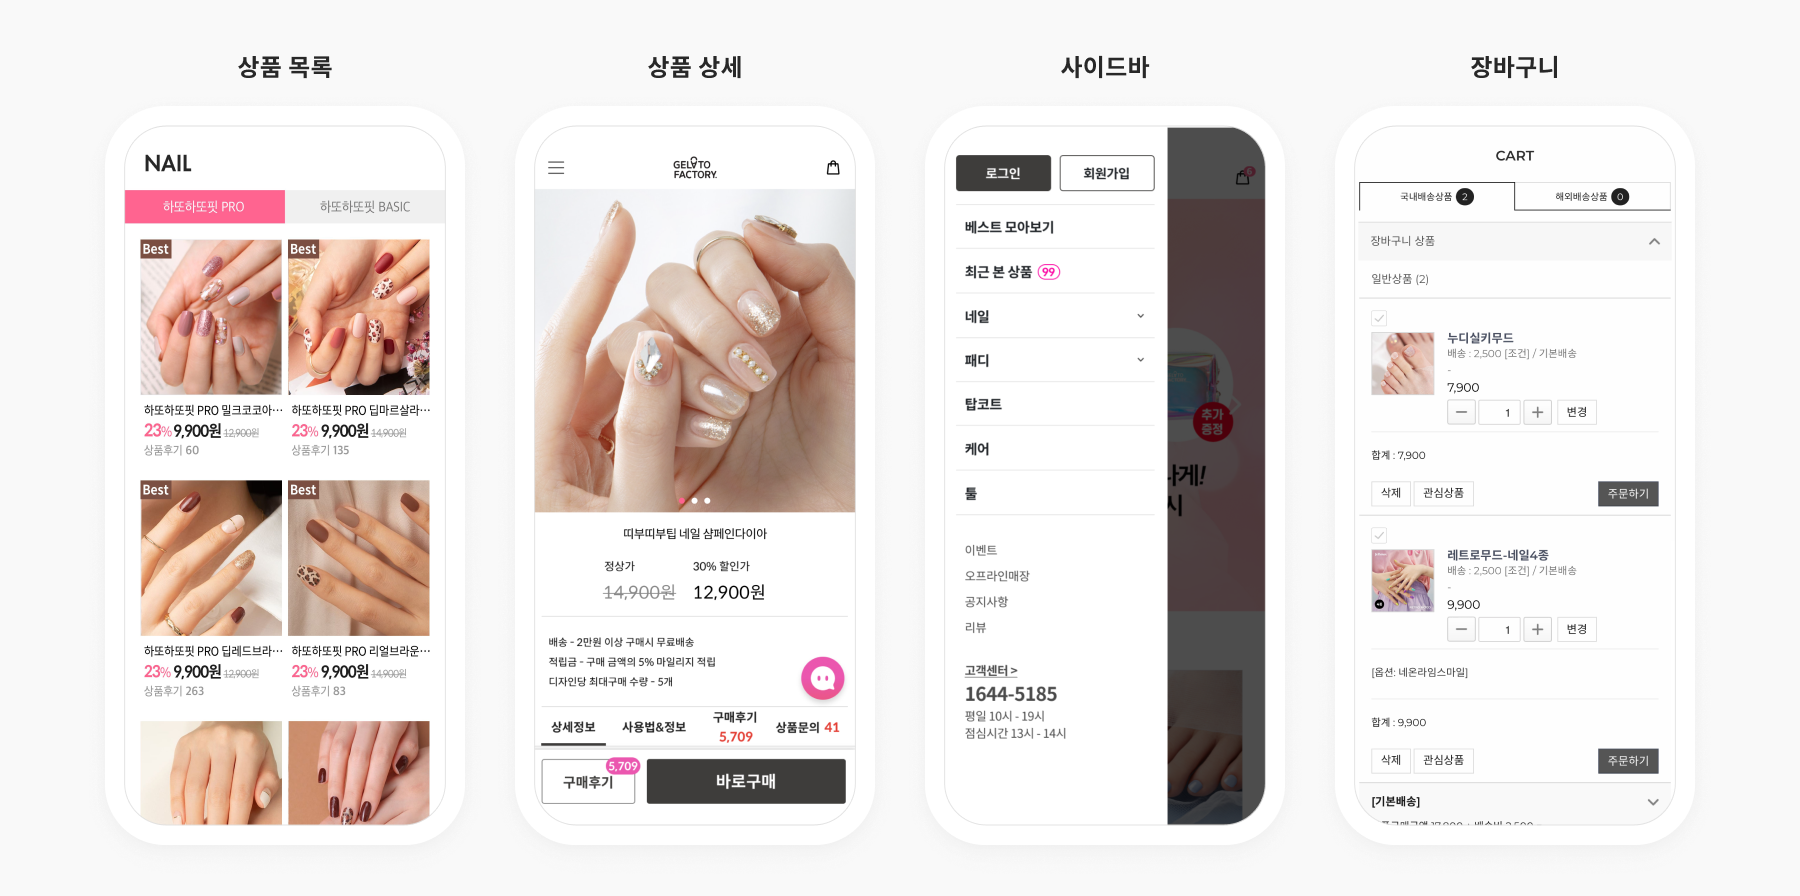 상품 목록
NAIL
하또하또핏 PRO
하또하또핏 BASIC
Best
Best
하또하또핏 PRO 밀크코코아…
23% 9,900원 12,900원
상품후기 60
하또하또핏 PRO 딥마르살라…
23% 9,900원 14,900원
상품후기 135
Best
Best
하또하또핏 PRO 딥레드브라…
23% 9,900원 12,900원
상품후기 263
하또하또핏 PRO 리얼브라운…
23% 9,900원 14,900원
상품후기 83
상품 상세
GELATO
FACTORY.
띠부띠부팁 네일 샴페인다이아
정상가
30% 할인가
14,900원
12,900원
배송 - 2만원 이상 구매시 무료배송
적립금 - 구매 금액의 5% 마일리지 적립
디자인당 최대구매 수량 - 5개
상세정보
사용법&정보
구매후기
5,709
상품문의 41
구매후기
5,709
바로구매
사이드바
로그인
회원가입
베스트 모아보기
최근 본 상품 99
네일
패디
탑코트
케어
툴
이벤트
오프라인매장
공지사항
리뷰
고객센터 >
1644-5185
평일 10시 - 19시
점심시간 13시 - 14시
추가
증정
나게!
시
장바구니
CART
국내배송상품 2
해외배송상품 0
장바구니 상품
일반상품 (2)
누디실키무드
배송 : 2,500 [조건] / 기본배송
-
7,900
1
변경
합계 : 7,900
삭제
관심상품
주문하기
레트로무드-네일4종
배송 : 2,500 [조건] / 기본배송
-
9,900
1
변경
[옵션: 네온라임스마일]
합계 : 9,900
삭제
관심상품
주문하기
[기본배송]